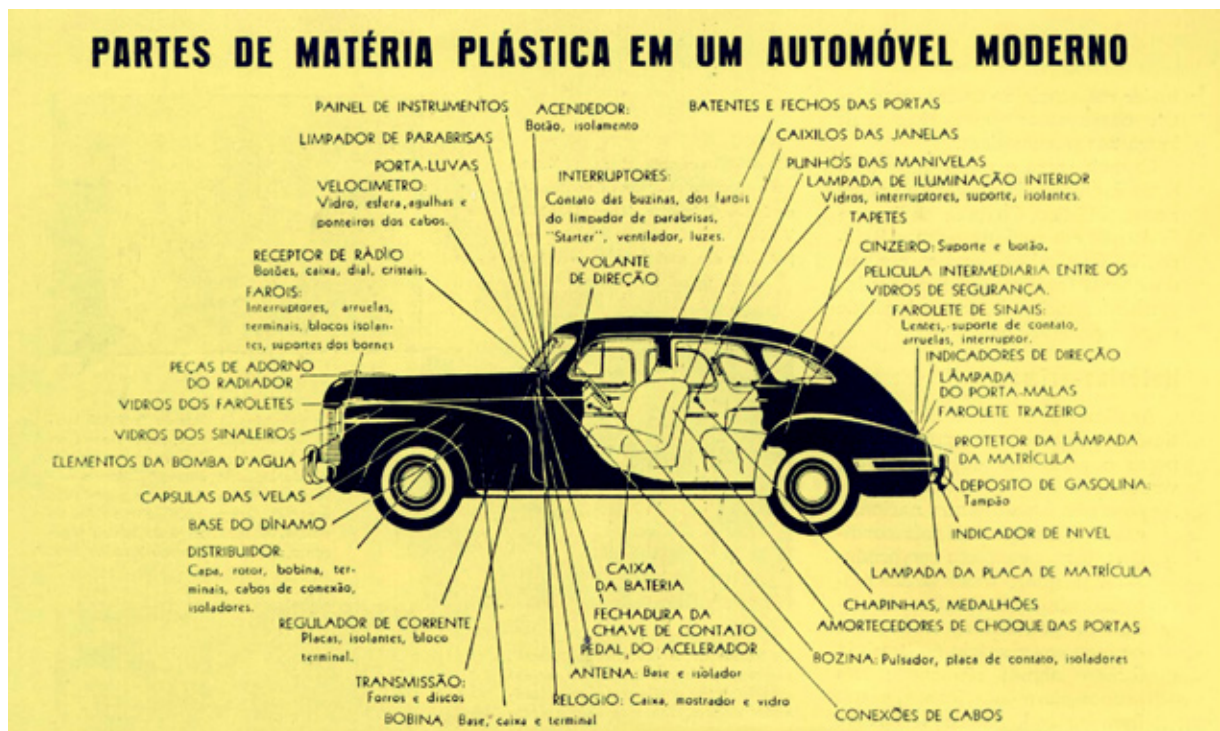 PARTES DE MATÉRIA PLÁSTICA EM UM AUTOMÓVEL MODERNO
PAINEL DE INSTRUMENTOS
LIMPADOR DE PARABRISAS
PORTA-LUVAS
VELOCIMETRO:
Vidro, esfera, agulhas e
ponteiros dos cabos.
RECEPTOR DE RÁDIO
Botões, caixa, dial, cristais.
FAROIS:
Interruptores, arruelas,
terminais, blocos isolan-
tes, suportes dos bornes
PEÇAS DE ADORNO
DO RADIADOR
VIDROS DOS FAROLETES
VIDROS DOS SINALEIROS
ELEMENTOS DA BOMBA D'AGUA
CAPSULAS DAS VELAS
BASE DO DÍNAMO
DISTRIBUIDOR:
Capa, rotor, bobina, ter-
minais, cabos de conexão,
isoladores.
REGULADOR DE CORRENTE
Placas, isolantes, bloco
terminal.
TRANSMISSÃO:
Forros e discos
BOBINA, Base, caixa e terminal
ACENDEDOR:
Botão, isolamento
INTERRUPTORES:
Contato das buzinas, dos farois
do limpador de parabrisas,
"Starter", ventilador, luzes.
VOLANTE
DE DIREÇÃO
CAIXA
DA BATERIA
FECHADURA DA
CHAVE DE CONTATO
PEDAL DO ACELERADOR
ANTENA: Base e isolador
RELOGIO: Caixa, mostrador e vidro
BATENTES E FECHOS DAS PORTAS
CAIXILOS DAS JANELAS
PUNHOS DAS MANIVELAS
LAMPADA DE ILUMINAÇÃO INTERIOR
Vidros, interruptores, suporte, isolantes.
TAPETES
CINZEIRO: Suporte e botão.
PELICULA INTERMEDIARIA ENTRE OS
VIDROS DE SEGURANÇA.
FAROLETE DE SINAIS:
Lentes, suporte de contato,
arruelas, interruptor.
INDICADORES DE DIREÇÃO
LÂMPADA
DO PORTA-MALAS
FAROLETE TRAZEIRO
PROTETOR DA LÂMPADA
DA MATRÍCULA
DEPOSITO DE GASOLINA:
Tampão
INDICADOR DE NIVEL
LAMPADA DA PLACA DE MATRÍCULA
CHAPINHAS, MEDALHÕES
AMORTECEDORES DE CHOQUE DAS PORTAS
BOZINA: Pulsador, placa de contato, isoladores
CONEXÕES DE CABOS